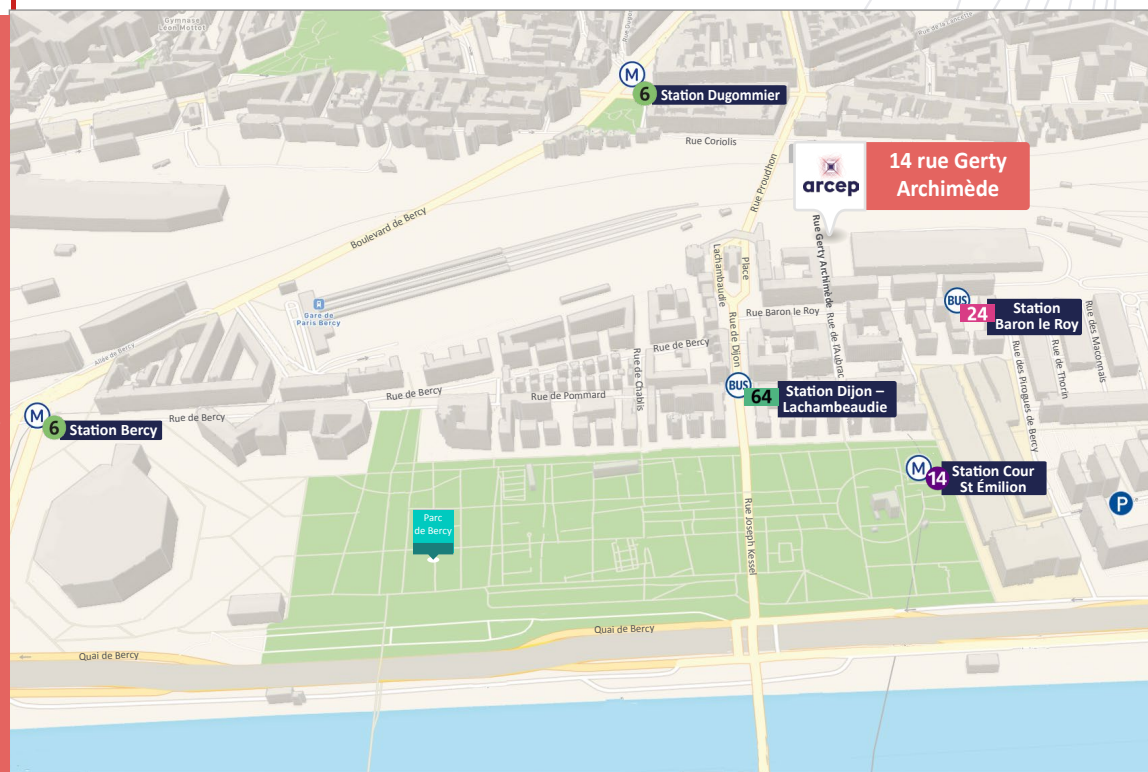 Gymnase
Léon Mottot
M
6 Station Dugommier
Rue Coriolis
Rue Proudhon
arcep
14 rue Gerty
Archimède
Boulevard de Bercy
Rue Gerty Archimède
Place
Lachambaudie
Gare de
Paris Bercy
BUS
24
Station
Baron le Roy
Rue Baron le Roy
Rue de Dijon
Rue de l'Aubrac
Rue des Maconnais
Allée de Bercy
Rue de Bercy
Rue de Chablis
Rue des Pirogues de Bercy
Rue de Thorin
Rue de Bercy
Rue de Pommard
BUS
64
Station Dijon –
Lachambeaudie
M
6 Station Bercy
Rue de Bercy
M
14
Station Cour
St Émilion
P
Parc
de Bercy
Rue Joseph Kessel
Quai de Bercy
Quai de Bercy